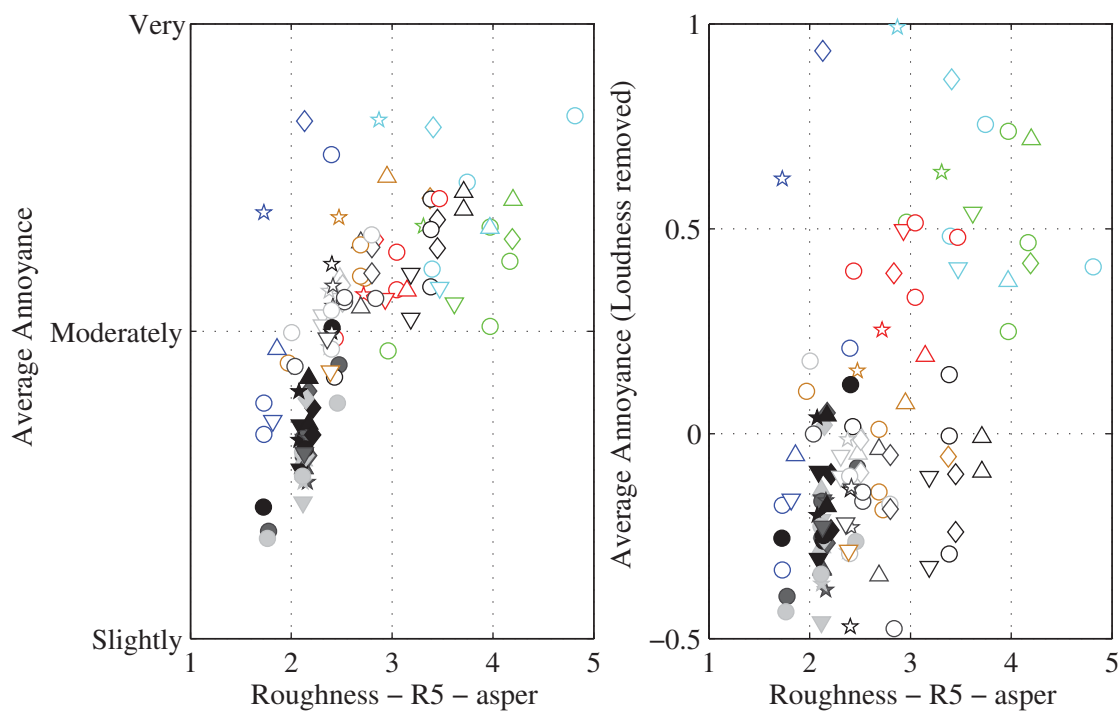 Very
Moderately
Slightly
Average Annoyance
1 2 3 4 5
Roughness − R5 − asper
1
0.5
0
−0.5
Average Annoyance (Loudness removed)
1 2 3 4 5
Roughness − R5 − asper